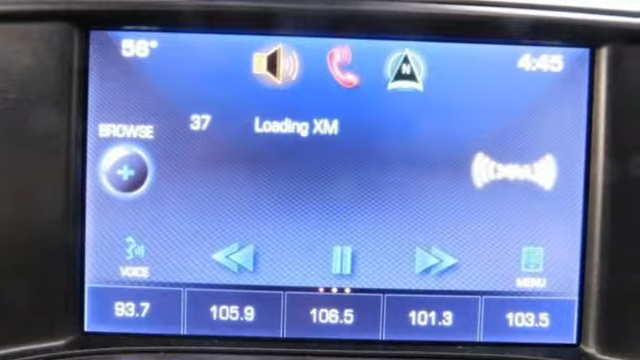 56°
4:45
N
37 Loading XM
BROWSE
((XM))
VOICE
MENU
93.7 105.9 106.5 101.3 103.5